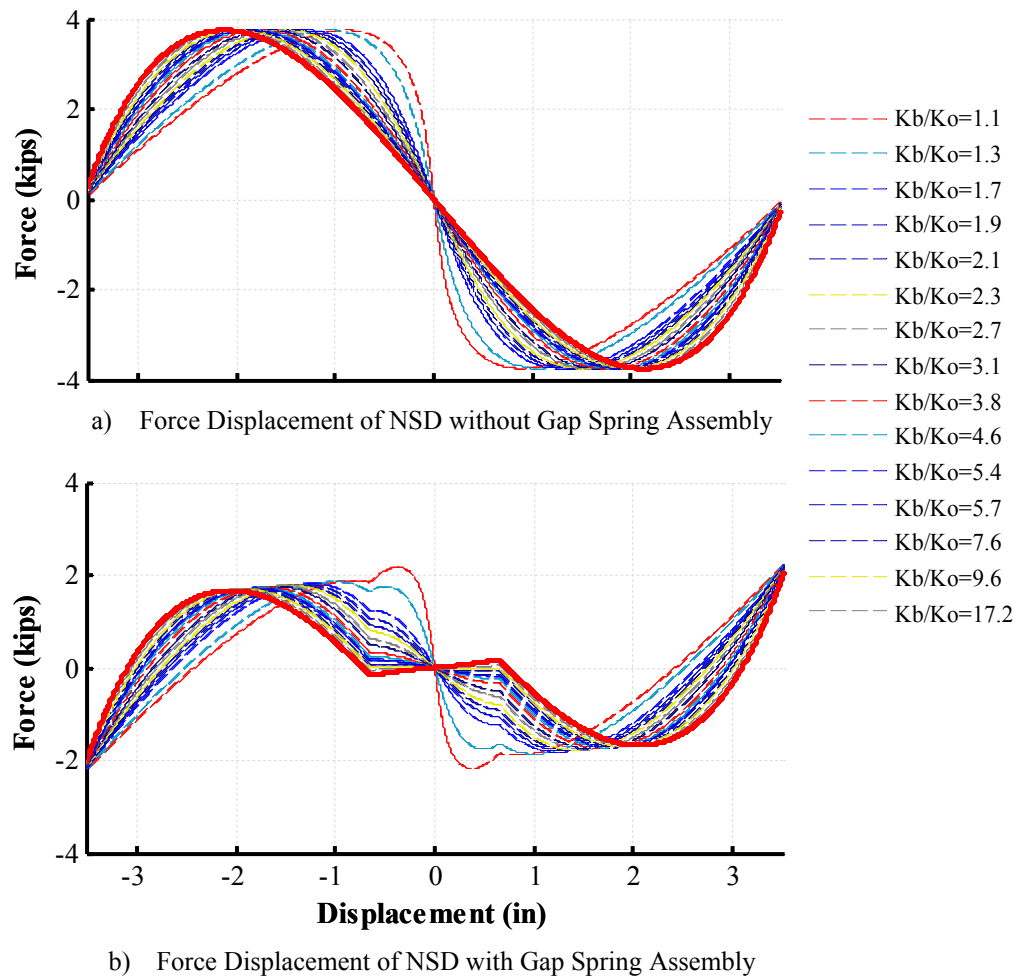 4
2
0
-2
-4
Force (kips)
a) Force Displacement of NSD without Gap Spring Assembly
Kb/Ko=1.1
Kb/Ko=1.3
Kb/Ko=1.7
Kb/Ko=1.9
Kb/Ko=2.1
Kb/Ko=2.3
Kb/Ko=2.7
Kb/Ko=3.1
Kb/Ko=3.8
Kb/Ko=4.6
Kb/Ko=5.4
Kb/Ko=5.7
Kb/Ko=7.6
Kb/Ko=9.6
Kb/Ko=17.2
4
2
0
-2
-4
Force (kips)
-3 -2 -1 0 1 2 3
Displacement (in)
b) Force Displacement of NSD with Gap Spring Assembly